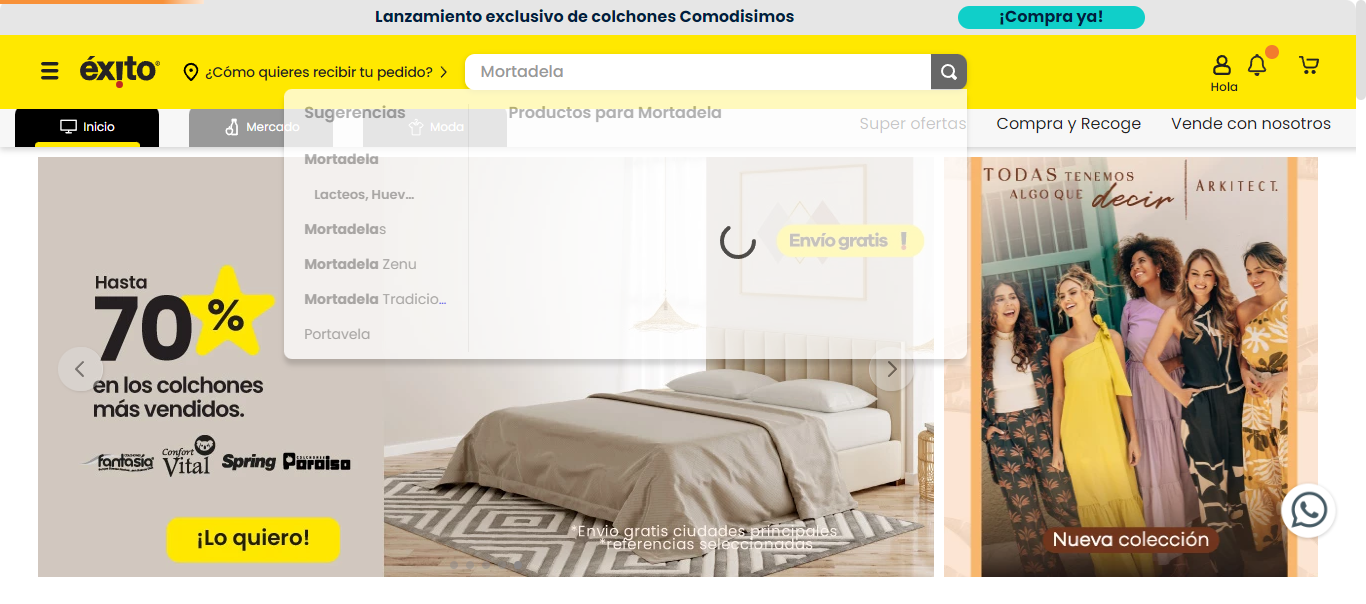 Lanzamiento exclusivo de colchones Comodisimos
¡Compra ya!
éxito
¿Cómo quieres recibir tu pedido?
Mortadela
Hola
Inicio
Mercado
Moda
Super ofertas
Compra y Recoge
Vende con nosotros
Sugerencias
Mortadela
Lacteos, Huev...
Mortadelas
Mortadela Zenu
Mortadela Tradicio...
Portavela
Productos para Mortadela
Envío gratis !
Hasta
70%
en los colchones
más vendidos.
fantasia
Confort Vital
Spring
COLCHONES
Paraíso
¡Lo quiero!
*Envio gratis ciudades principales
*referencias seleccionadas
TODAS TENEMOS
ALGO QUE decir
ARKITECT.
Nueva colección